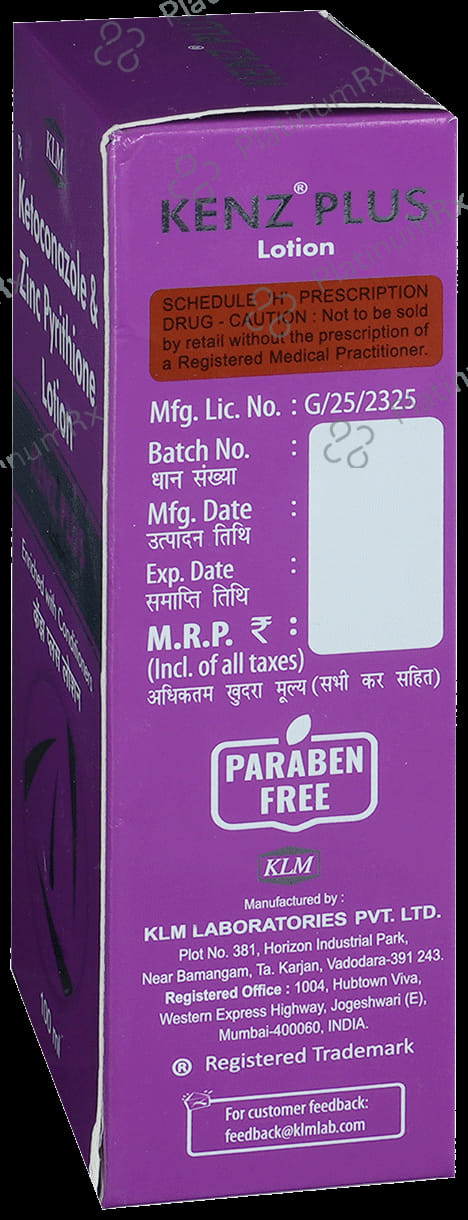 KLM
Ketoconazole &
Zinc Pyrithione
Lotion
Enriched with Conditioners
केंज़ प्लस लोशन
100 ml
KENZ® PLUS
Lotion
SCHEDULE H1 PRESCRIPTION
DRUG - CAUTION : Not to be sold
by retail without the prescription of
a Registered Medical Practitioner.
Mfg. Lic. No. : G/25/2325
Batch No. :
धान संख्या
Mfg. Date :
उत्पादन तिथि
Exp. Date :
समाप्ति तिथि
M.R.P. ₹ :
(Incl. of all taxes)
अधिकतम खुदरा मूल्य (सभी कर सहित)
PARABEN
FREE
KLM
Manufactured by :
KLM LABORATORIES PVT. LTD.
Plot No. 381, Horizon Industrial Park,
Near Bamangam, Ta. Karjan, Vadodara-391 243.
Registered Office : 1004, Hubtown Viva,
Western Express Highway, Jogeshwari (E),
Mumbai-400060, INDIA.
® Registered Trademark
For customer feedback:
feedback@klmlab.com
PlatinumRx